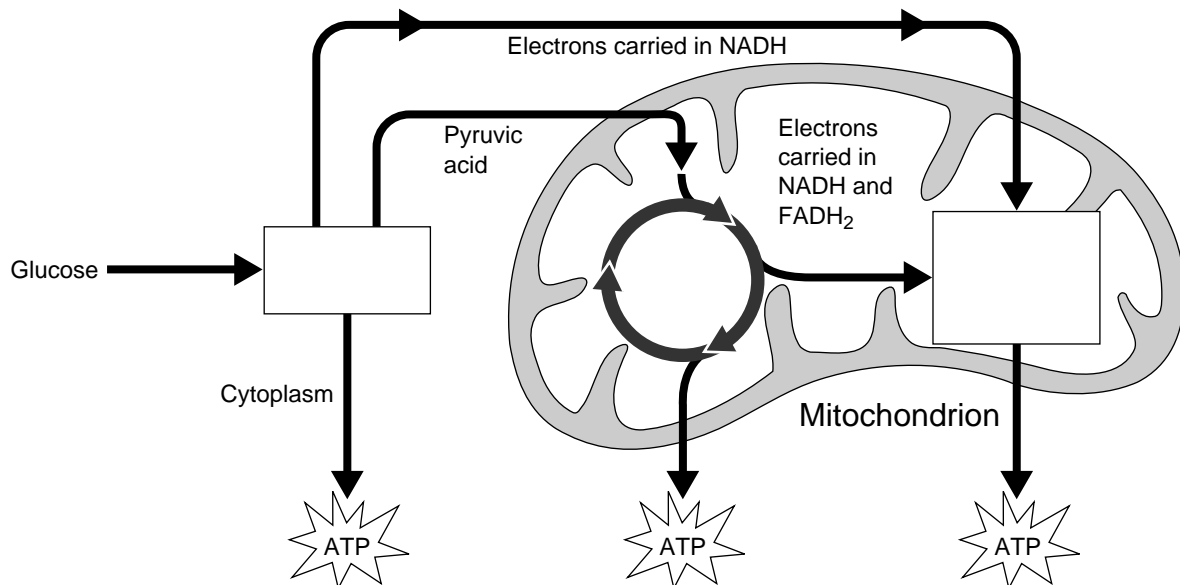 Electrons carried in NADH
Pyruvic
acid
Electrons
carried in
NADH and
FADH2
Glucose
Cytoplasm
Mitochondrion
ATP
ATP
ATP